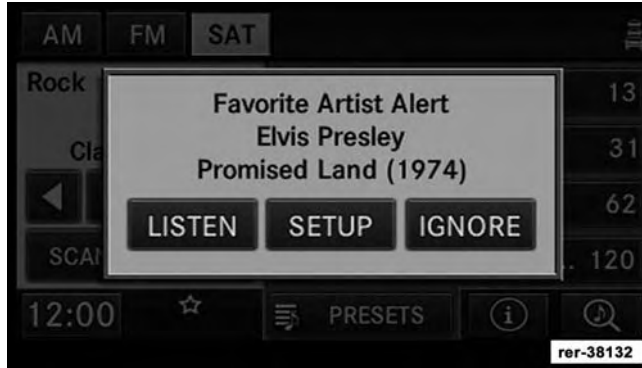 AM FM SAT
Rock
13
Favorite Artist Alert
Elvis Presley
31
Promised Land (1974)
62
LISTEN SETUP IGNORE
120
12:00 PRESETS
rer-38132